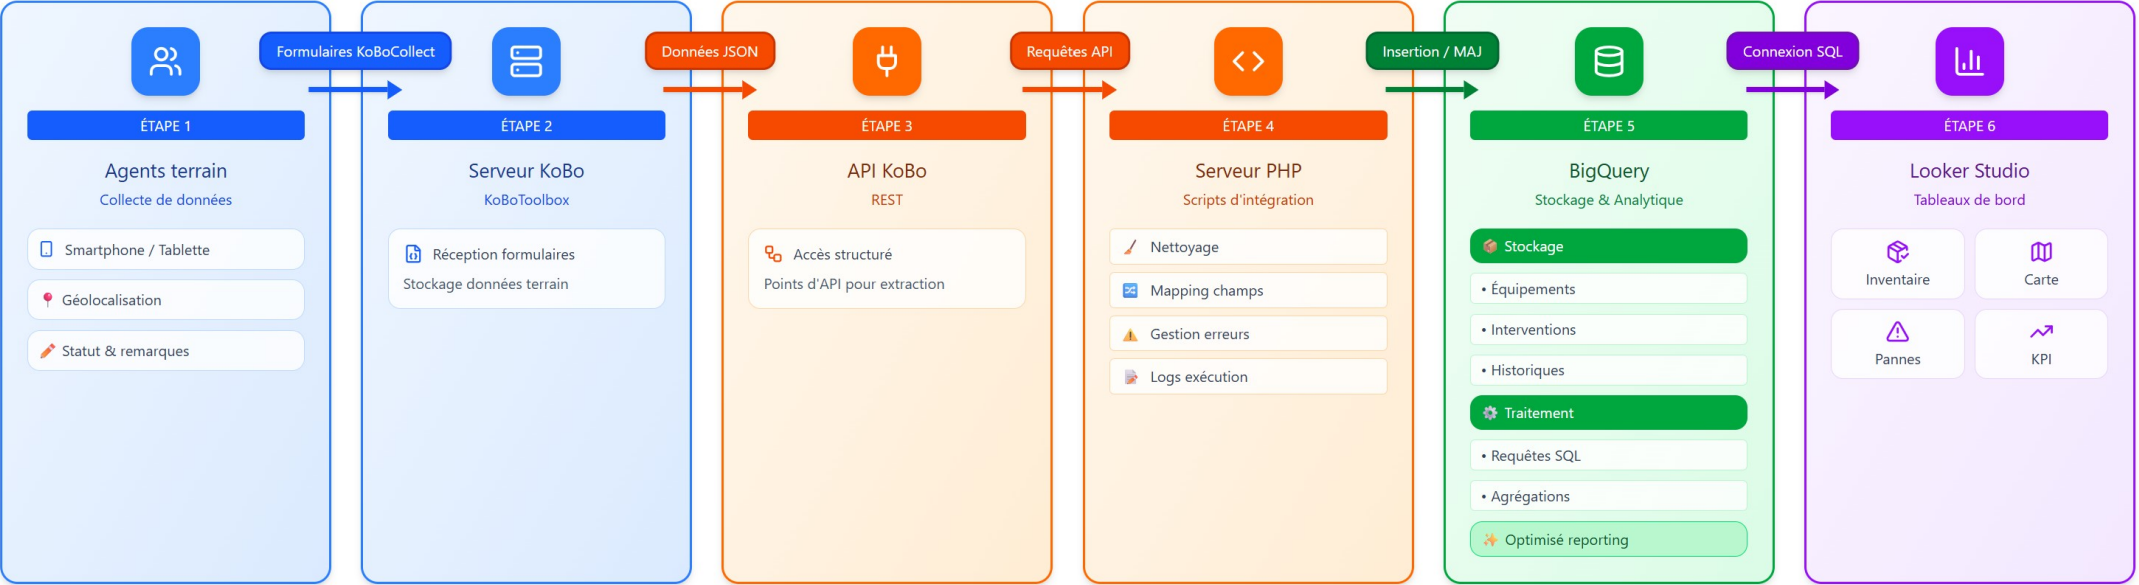 Formulaires KoBoCollect
Données JSON
Requêtes API
Insertion / MAJ
Connexion SQL
ÉTAPE 1
Agents terrain
Collecte de données
Smartphone / Tablette
Géolocalisation
Statut & remarques
ÉTAPE 2
Serveur KoBo
KoBoToolbox
Réception formulaires
Stockage données terrain
ÉTAPE 3
API KoBo
REST
Accès structuré
Points d'API pour extraction
ÉTAPE 4
Serveur PHP
Scripts d'intégration
Nettoyage
Mapping champs
Gestion erreurs
Logs exécution
ÉTAPE 5
BigQuery
Stockage & Analytique
Stockage
• Équipements
• Interventions
• Historiques
Traitement
• Requêtes SQL
• Agrégations
Optimisé reporting
ÉTAPE 6
Looker Studio
Tableaux de bord
Inventaire
Carte
Pannes
KPI